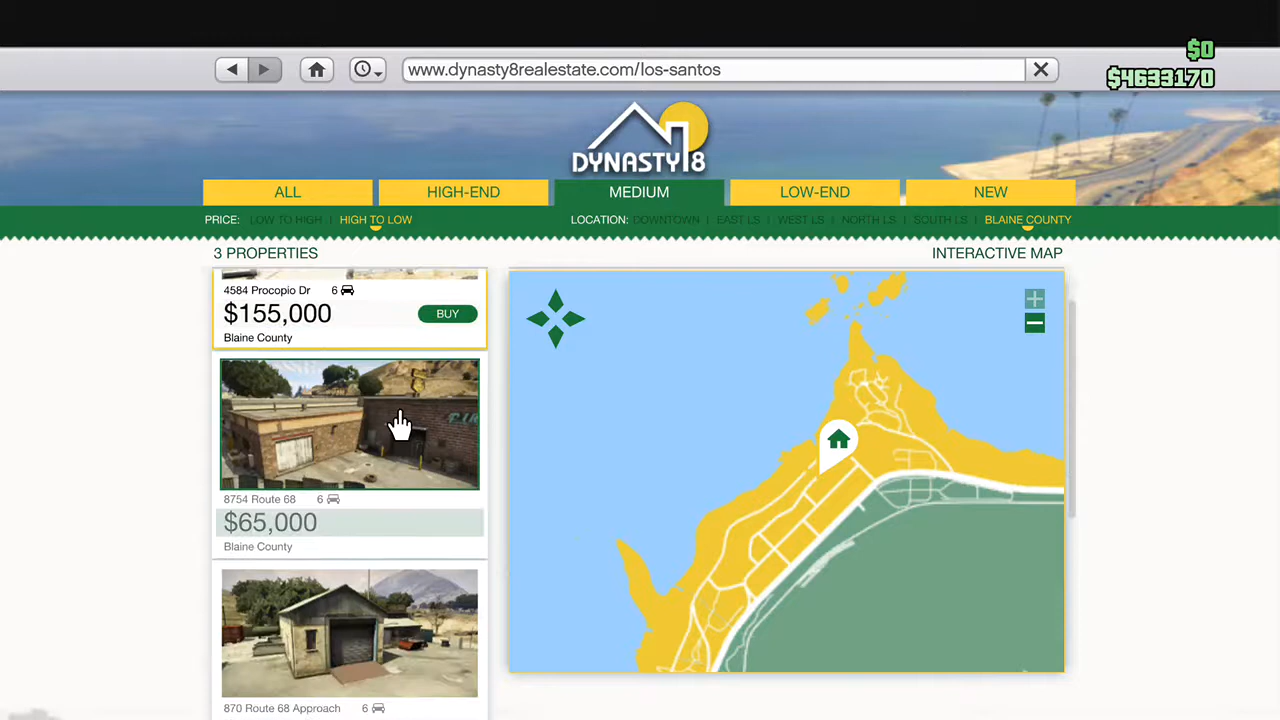 $0
$4633170
www.dynasty8realestate.com/los-santos
DYNASTY8
ALL
HIGH-END
MEDIUM
LOW-END
NEW
PRICE: LOW TO HIGH | HIGH TO LOW
LOCATION: DOWNTOWN | EAST LS | WEST LS | NORTH LS | SOUTH LS | BLAINE COUNTY
3 PROPERTIES
INTERACTIVE MAP
4584 Procopio Dr 6
$155,000
BUY
Blaine County
8754 Route 68 6
$65,000
Blaine County
870 Route 68 Approach 6